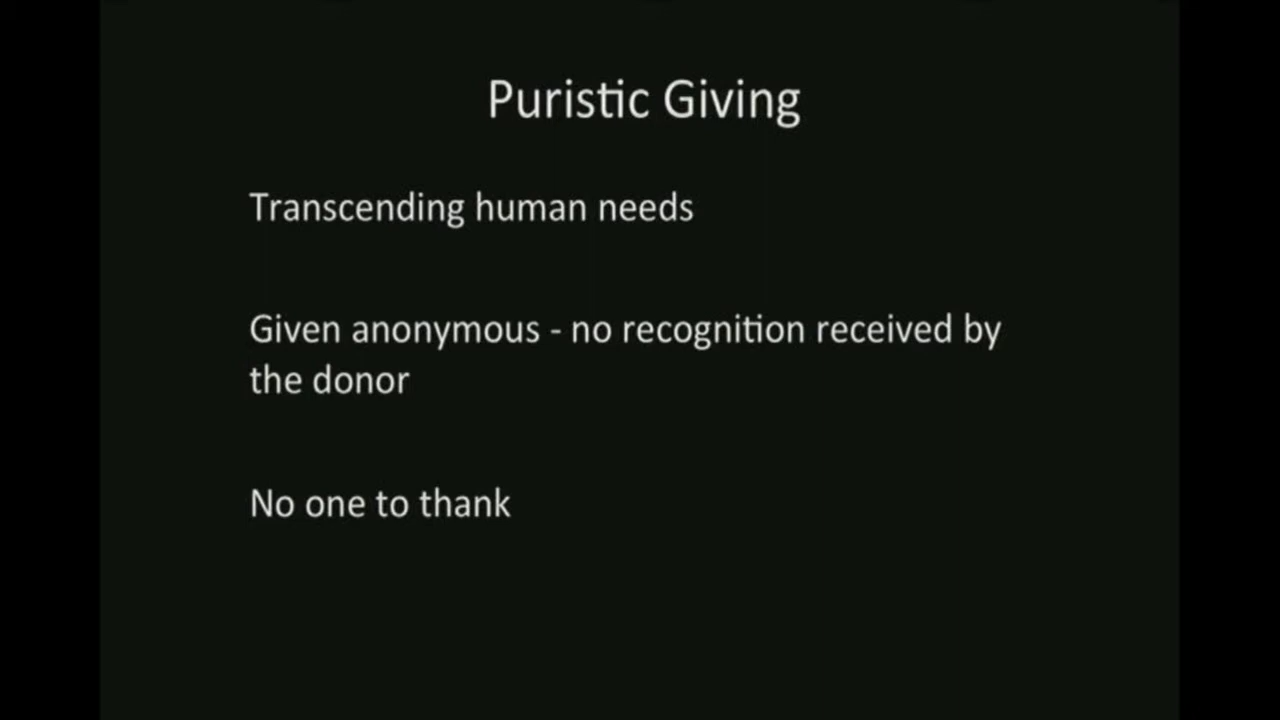 Puristic Giving
Transcending human needs
Given anonymous - no recognition received by
the donor
No one to thank